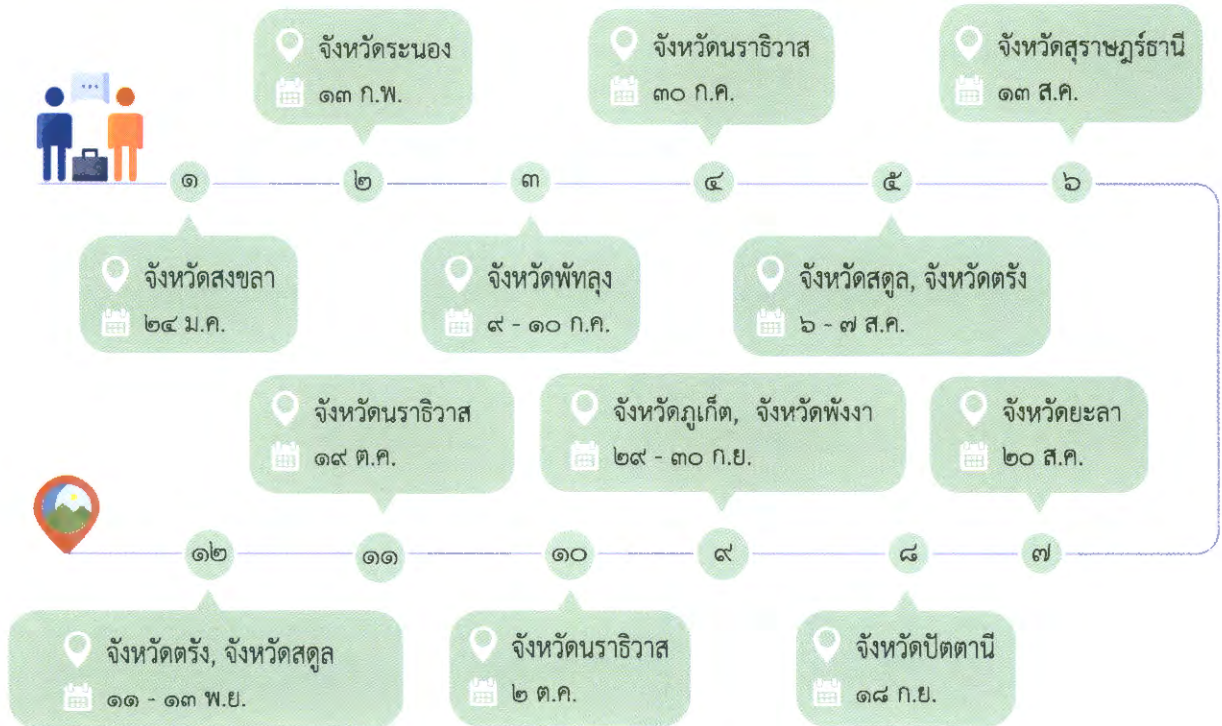 ๑
จังหวัดสงขลา
๒๔ ม.ค.
๒
จังหวัดระนอง
๑๓ ก.พ.
๓
จังหวัดพัทลุง
๙ - ๑๐ ก.ค.
๔
จังหวัดนราธิวาส
๓๐ ก.ค.
๕
จังหวัดสตูล, จังหวัดตรัง
๖ - ๗ ส.ค.
๖
จังหวัดสุราษฎร์ธานี
๑๓ ส.ค.
๗
จังหวัดยะลา
๒๐ ส.ค.
๘
จังหวัดปัตตานี
๑๘ ก.ย.
๙
จังหวัดภูเก็ต, จังหวัดพังงา
๒๙ - ๓๐ ก.ย.
๑๐
จังหวัดนราธิวาส
๒ ต.ค.
๑๑
จังหวัดนราธิวาส
๑๙ ต.ค.
๑๒
จังหวัดตรัง, จังหวัดสตูล
๑๑ - ๑๓ พ.ย.